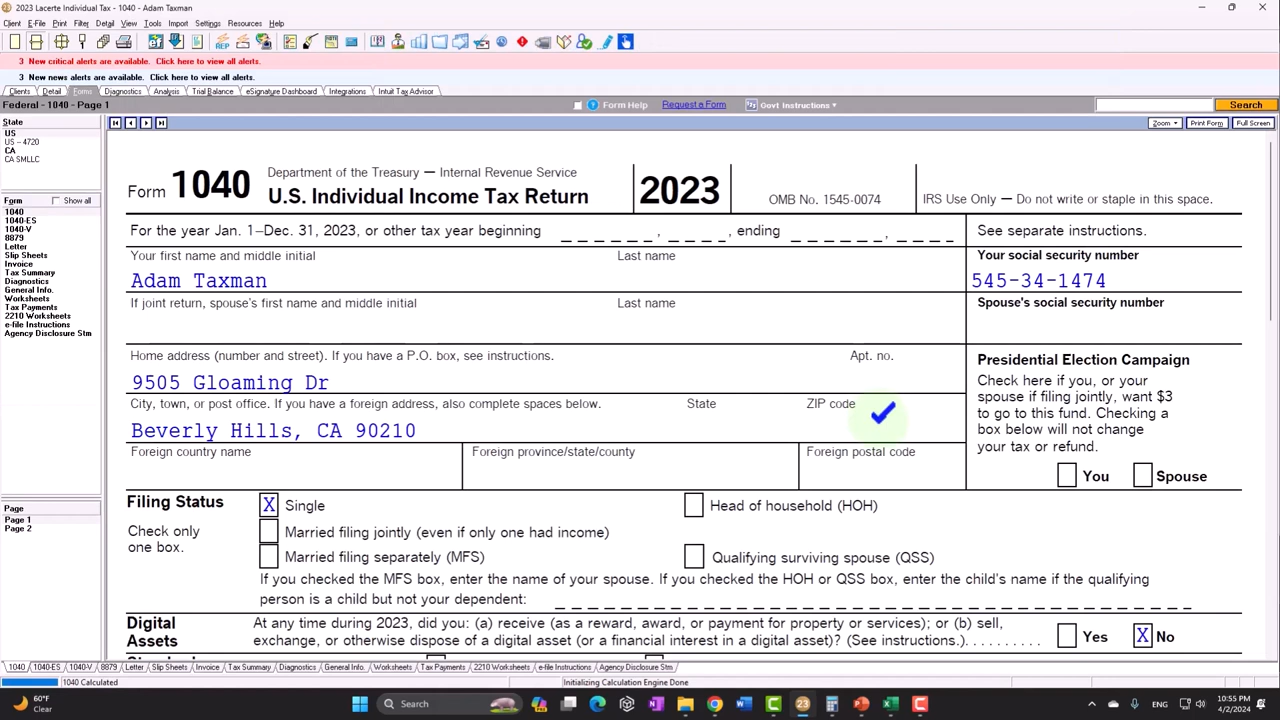 2023 Lacerte Individual Tax - 1040 - Adam Taxman
Client E-File Print Filter Detail View Tools Import Settings Resources Help
3 New critical alerts are available. Click here to view all alerts.
3 New news alerts are available. Click here to view all alerts.
Clients Detail Forms Diagnostics Analysis Trial Balance eSignature Dashboard Integrations Intuit Tax Advisor
Federal - 1040 - Page 1
Form Help Request a Form Govt Instructions Search
Zoom Print Form Full Screen
State
US
US - 4720
CA
CA SMLLC
Form Show all
1040
1040-ES
1040-V
8879
Letter
Slip Sheets
Invoice
Tax Summary
Diagnostics
General Info.
Worksheets
Tax Payments
2210 Worksheets
e-file Instructions
Agency Disclosure Stm
Page
Page 1
Page 2
Form 1040
Department of the Treasury — Internal Revenue Service
U.S. Individual Income Tax Return
2023
OMB No. 1545-0074
IRS Use Only — Do not write or staple in this space.
For the year Jan. 1–Dec. 31, 2023, or other tax year beginning , , ending ,
See separate instructions.
Your first name and middle initial Last name
Your social security number
Adam Taxman
545-34-1474
If joint return, spouse's first name and middle initial Last name
Spouse's social security number
Home address (number and street). If you have a P.O. box, see instructions. Apt. no.
9505 Gloaming Dr
City, town, or post office. If you have a foreign address, also complete spaces below. State ZIP code
Beverly Hills, CA 90210
Foreign country name Foreign province/state/county Foreign postal code
Presidential Election Campaign
Check here if you, or your
spouse if filing jointly, want $3
to go to this fund. Checking a
box below will not change
your tax or refund.
You Spouse
Filing Status
Check only
one box.
X Single
Head of household (HOH)
Married filing jointly (even if only one had income)
Married filing separately (MFS)
Qualifying surviving spouse (QSS)
If you checked the MFS box, enter the name of your spouse. If you checked the HOH or QSS box, enter the child's name if the qualifying
person is a child but not your dependent:
Digital
Assets
At any time during 2023, did you: (a) receive (as a reward, award, or payment for property or services); or (b) sell,
exchange, or otherwise dispose of a digital asset (or a financial interest in a digital asset)? (See instructions.)
Yes X No
1040 1040-ES 1040-V 8879 Letter Slip Sheets Invoice Tax Summary Diagnostics General Info. Worksheets Tax Payments 2210 Worksheets e-file Instructions Agency Disclosure Stm
1040 Calculated
Initializing Calculation Engine Done
60°F
Cloudy
Search
10:55 PM
4/2/2024